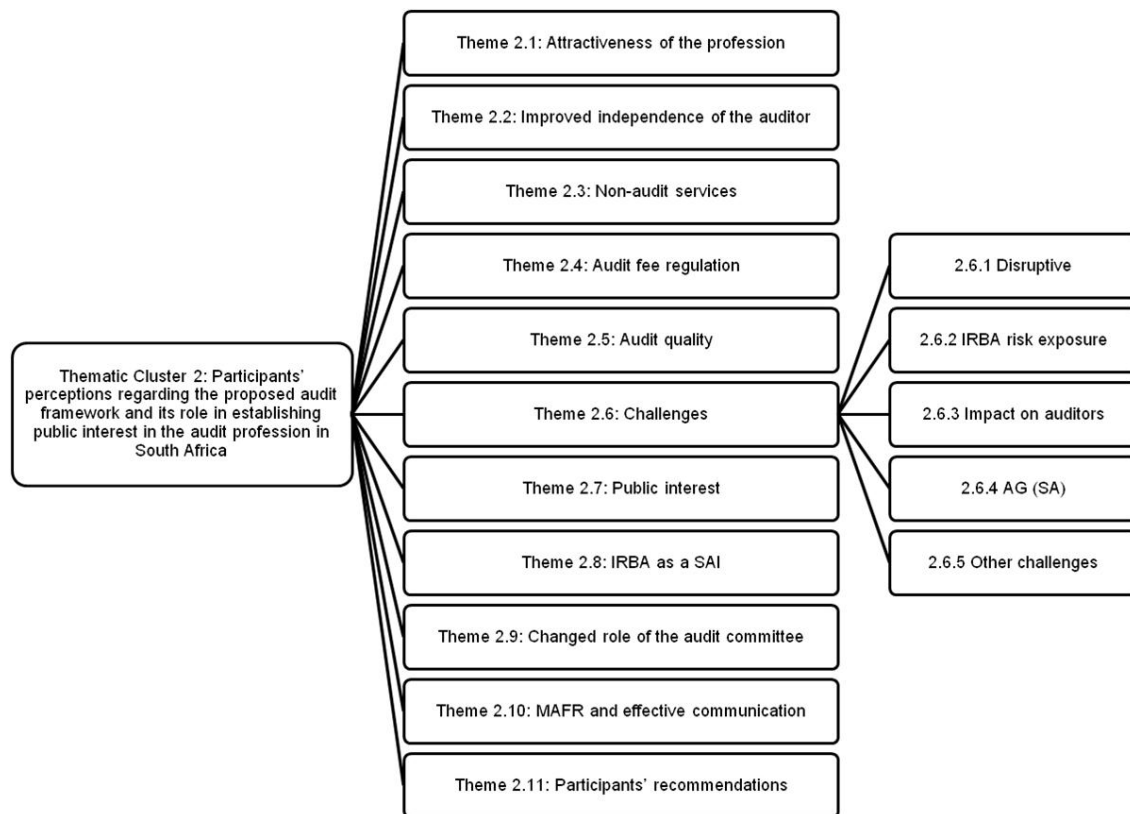 Theme 2.1: Attractiveness of the profession
Theme 2.2: Improved independence of the auditor
Theme 2.3: Non-audit services
Theme 2.4: Audit fee regulation
Theme 2.5: Audit quality
Thematic Cluster 2: Participants’
perceptions regarding the proposed audit
framework and its role in establishing
public interest in the audit profession in
South Africa
Theme 2.6: Challenges
Theme 2.7: Public interest
Theme 2.8: IRBA as a SAI
Theme 2.9: Changed role of the audit committee
Theme 2.10: MAFR and effective communication
Theme 2.11: Participants’ recommendations
2.6.1 Disruptive
2.6.2 IRBA risk exposure
2.6.3 Impact on auditors
2.6.4 AG (SA)
2.6.5 Other challenges